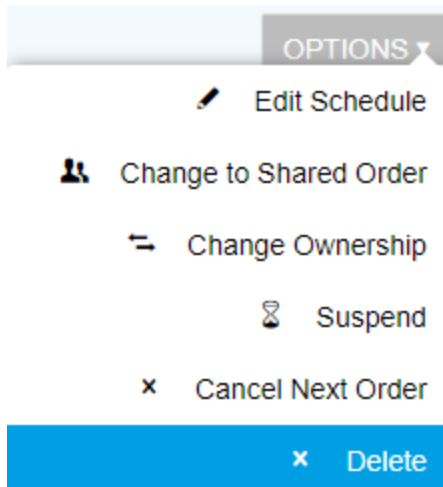 OPTIONS
Edit Schedule
Change to Shared Order
Change Ownership
Suspend
Cancel Next Order
Delete